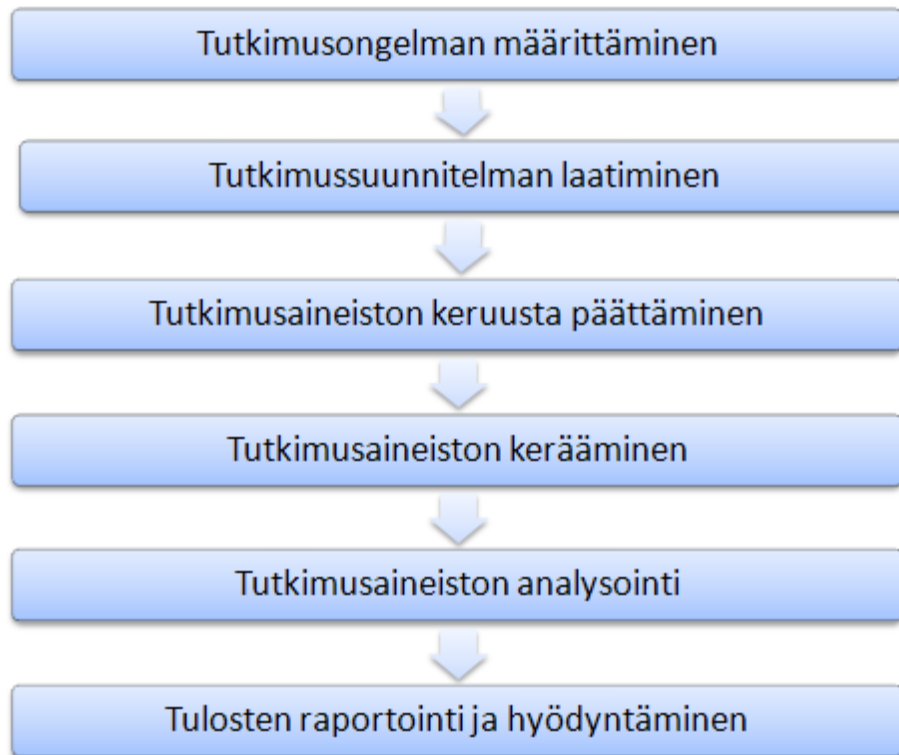 Tutkimusongelman määrittäminen
Tutkimussuunnitelman laatiminen
Tutkimusaineiston keruusta päättäminen
Tutkimusaineiston kerääminen
Tutkimusaineiston analysointi
Tulosten raportointi ja hyödyntäminen